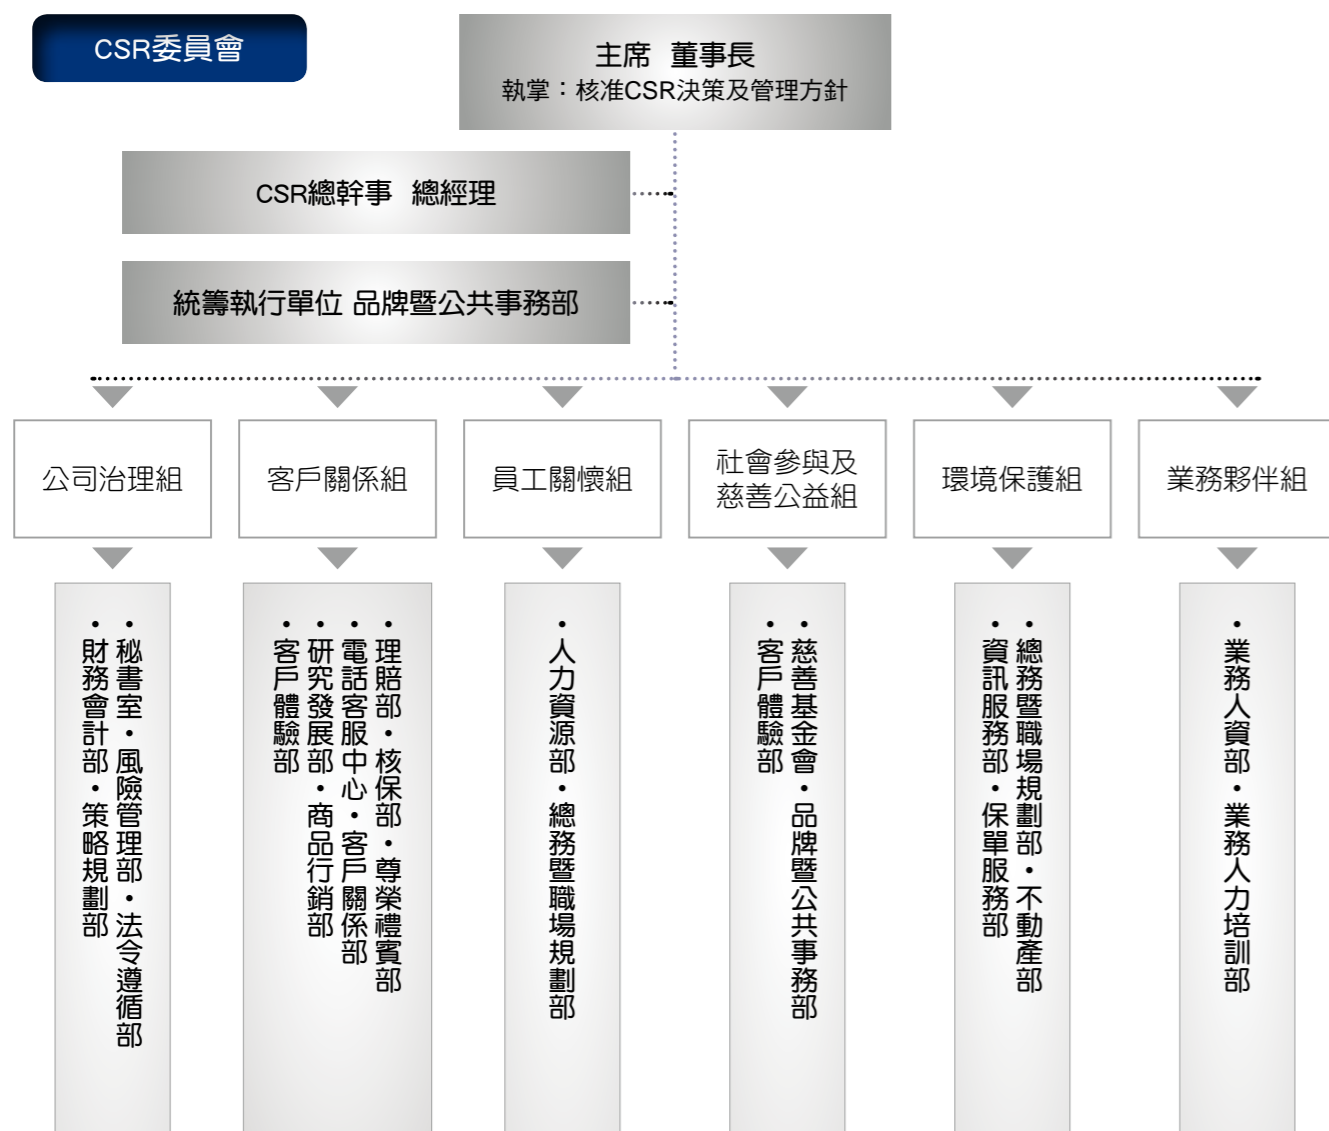 CSR委員會
主席 董事長
執掌：核准CSR決策及管理方針
CSR總幹事 總經理
統籌執行單位 品牌暨公共事務部
公司治理組
客戶關係組
員工關懷組
社會參與及
慈善公益組
環境保護組
業務夥伴組
・秘書室・風險管理部・法令遵循部
・財務會計部・策略規劃部
・理賠部・核保部・尊榮禮賓部
・電話客服中心・客戶關係部
・研究發展部・商品行銷部
・客戶體驗部
・人力資源部・總務暨職場規劃部
・慈善基金會・品牌暨公共事務部
・客戶體驗部
・總務暨職場規劃部・不動產部
・資訊服務部・保單服務部
・業務人資部・業務人力培訓部